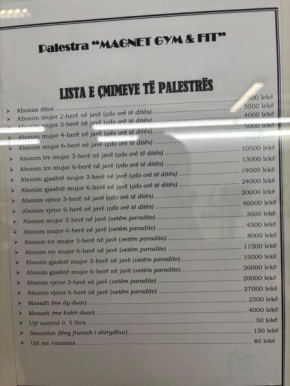 Palestra "MAGNET GYM & FIT"
LISTA E ÇMIMEVE TË PALESTRËS
Abonim ditor 500 lekë
Abonim mujor 2-herë në javë (çdo orë të ditës) 3000 lekë
Abonim mujor 3-herë në javë (çdo orë të ditës) 4000 lekë
Abonim mujor 4-herë në javë (çdo orë të ditës) 5000 lekë
Abonim mujor 6-herë në javë (çdo orë të ditës)
Abonim tre mujor 3-herë në javë (çdo orë të ditës) 10500 lekë
Abonim tre mujor 6-herë në javë (çdo orë të ditës) 13000 lekë
Abonim gjashtë mujor 3-herë në javë (çdo orë të ditës) 19000 lekë
Abonim gjashtë mujor 6-herë në javë (çdo orë të ditës) 24000 lekë
Abonim vjetor 3-herë në javë (çdo orë të ditës) 30000 lekë
Abonim vjetor 6-herë në javë (çdo orë të ditës) 40000 lekë
Abonim mujor 3-herë në javë (vetëm paradite) 3000 lekë
Abonim mujor 6-herë në javë (vetëm paradite) 4500 lekë
Abonim tre mujor 3-herë në javë (vetëm paradite) 8000 lekë
Abonim tre mujor 6-herë në javë (vetëm paradite) 11500 lekë
Abonim gjashtë mujor 3-herë në javë (vetëm paradite) 15000 lekë
Abonim gjashtë mujor 6-herë në javë (vetëm paradite) 20000 lekë
Abonim vjetor 3-herë në javë (vetëm paradite) 20000 lekë
Abonim vjetor 6-herë në javë (vetëm paradite) 27000 lekë
Masazh (me dy duar) 2500 lekë
Masazh (me katër duar) 4000 lekë
Ujë natyral 0, 5 litra 50 lekë
Smoothie (lëng frutash i shtrydhur) 150 lekë
Ujë me vitamina 80 lekë